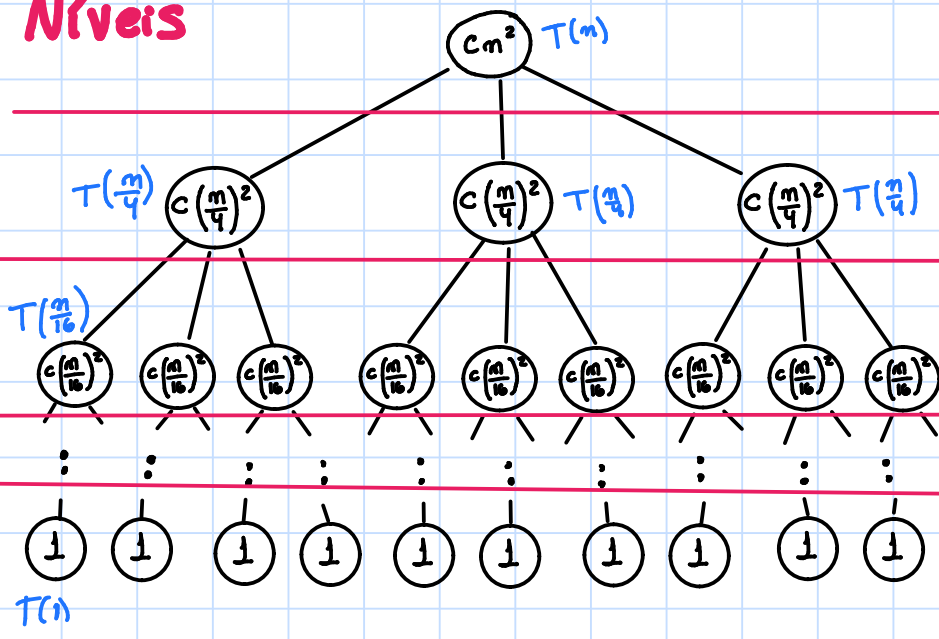 Níveis
cn² T(n)
T(n/4) c(n/4)² c(n/4)² T(n/4) c(n/4)² T(n/4)
T(n/16)
c(n/16)² c(n/16)² c(n/16)² c(n/16)² c(n/16)² c(n/16)² c(n/16)² c(n/16)² c(n/16)²
: : : : : : : : : :
1 1 1 1 1 1 1 1 1 1
T(1)